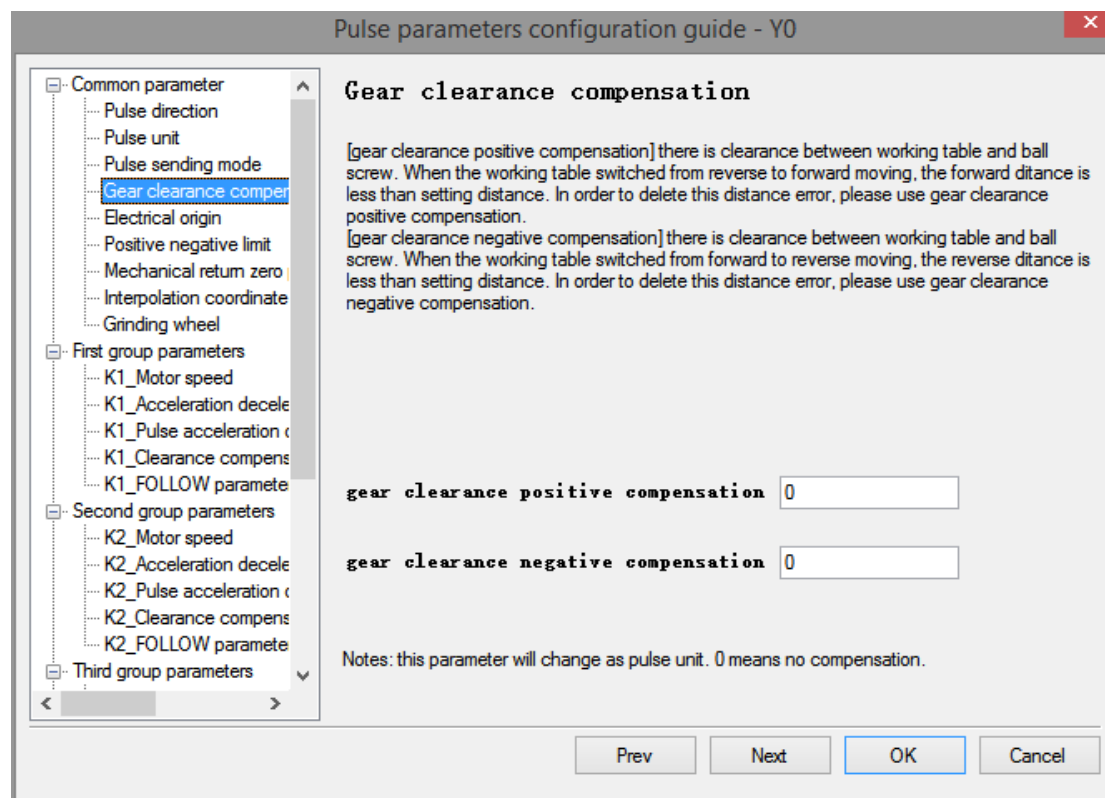 Pulse parameters configuration guide - Y0
Common parameter
Pulse direction
Pulse unit
Pulse sending mode
Gear clearance comper
Electrical origin
Positive negative limit
Mechanical return zero
Interpolation coordinate
Grinding wheel
First group parameters
K1_Motor speed
K1_Acceleration decele
K1_Pulse acceleration
K1_Clearance compens
K1_FOLLOW paramete
Second group parameters
K2_Motor speed
K2_Acceleration decele
K2_Pulse acceleration
K2_Clearance compens
K2_FOLLOW paramete
Third group parameters
Gear clearance compensation
[gear clearance positive compensation] there is clearance between working table and ball
screw. When the working table switched from reverse to forward moving, the forward ditance is
less than setting distance. In order to delete this distance error, please use gear clearance
positive compensation.
[gear clearance negative compensation] there is clearance between working table and ball
screw. When the working table switched from forward to reverse moving, the reverse ditance is
less than setting distance. In order to delete this distance error, please use gear clearance
negative compensation.
gear clearance positive compensation 0
gear clearance negative compensation 0
Notes: this parameter will change as pulse unit. 0 means no compensation.
Prev Next OK Cancel